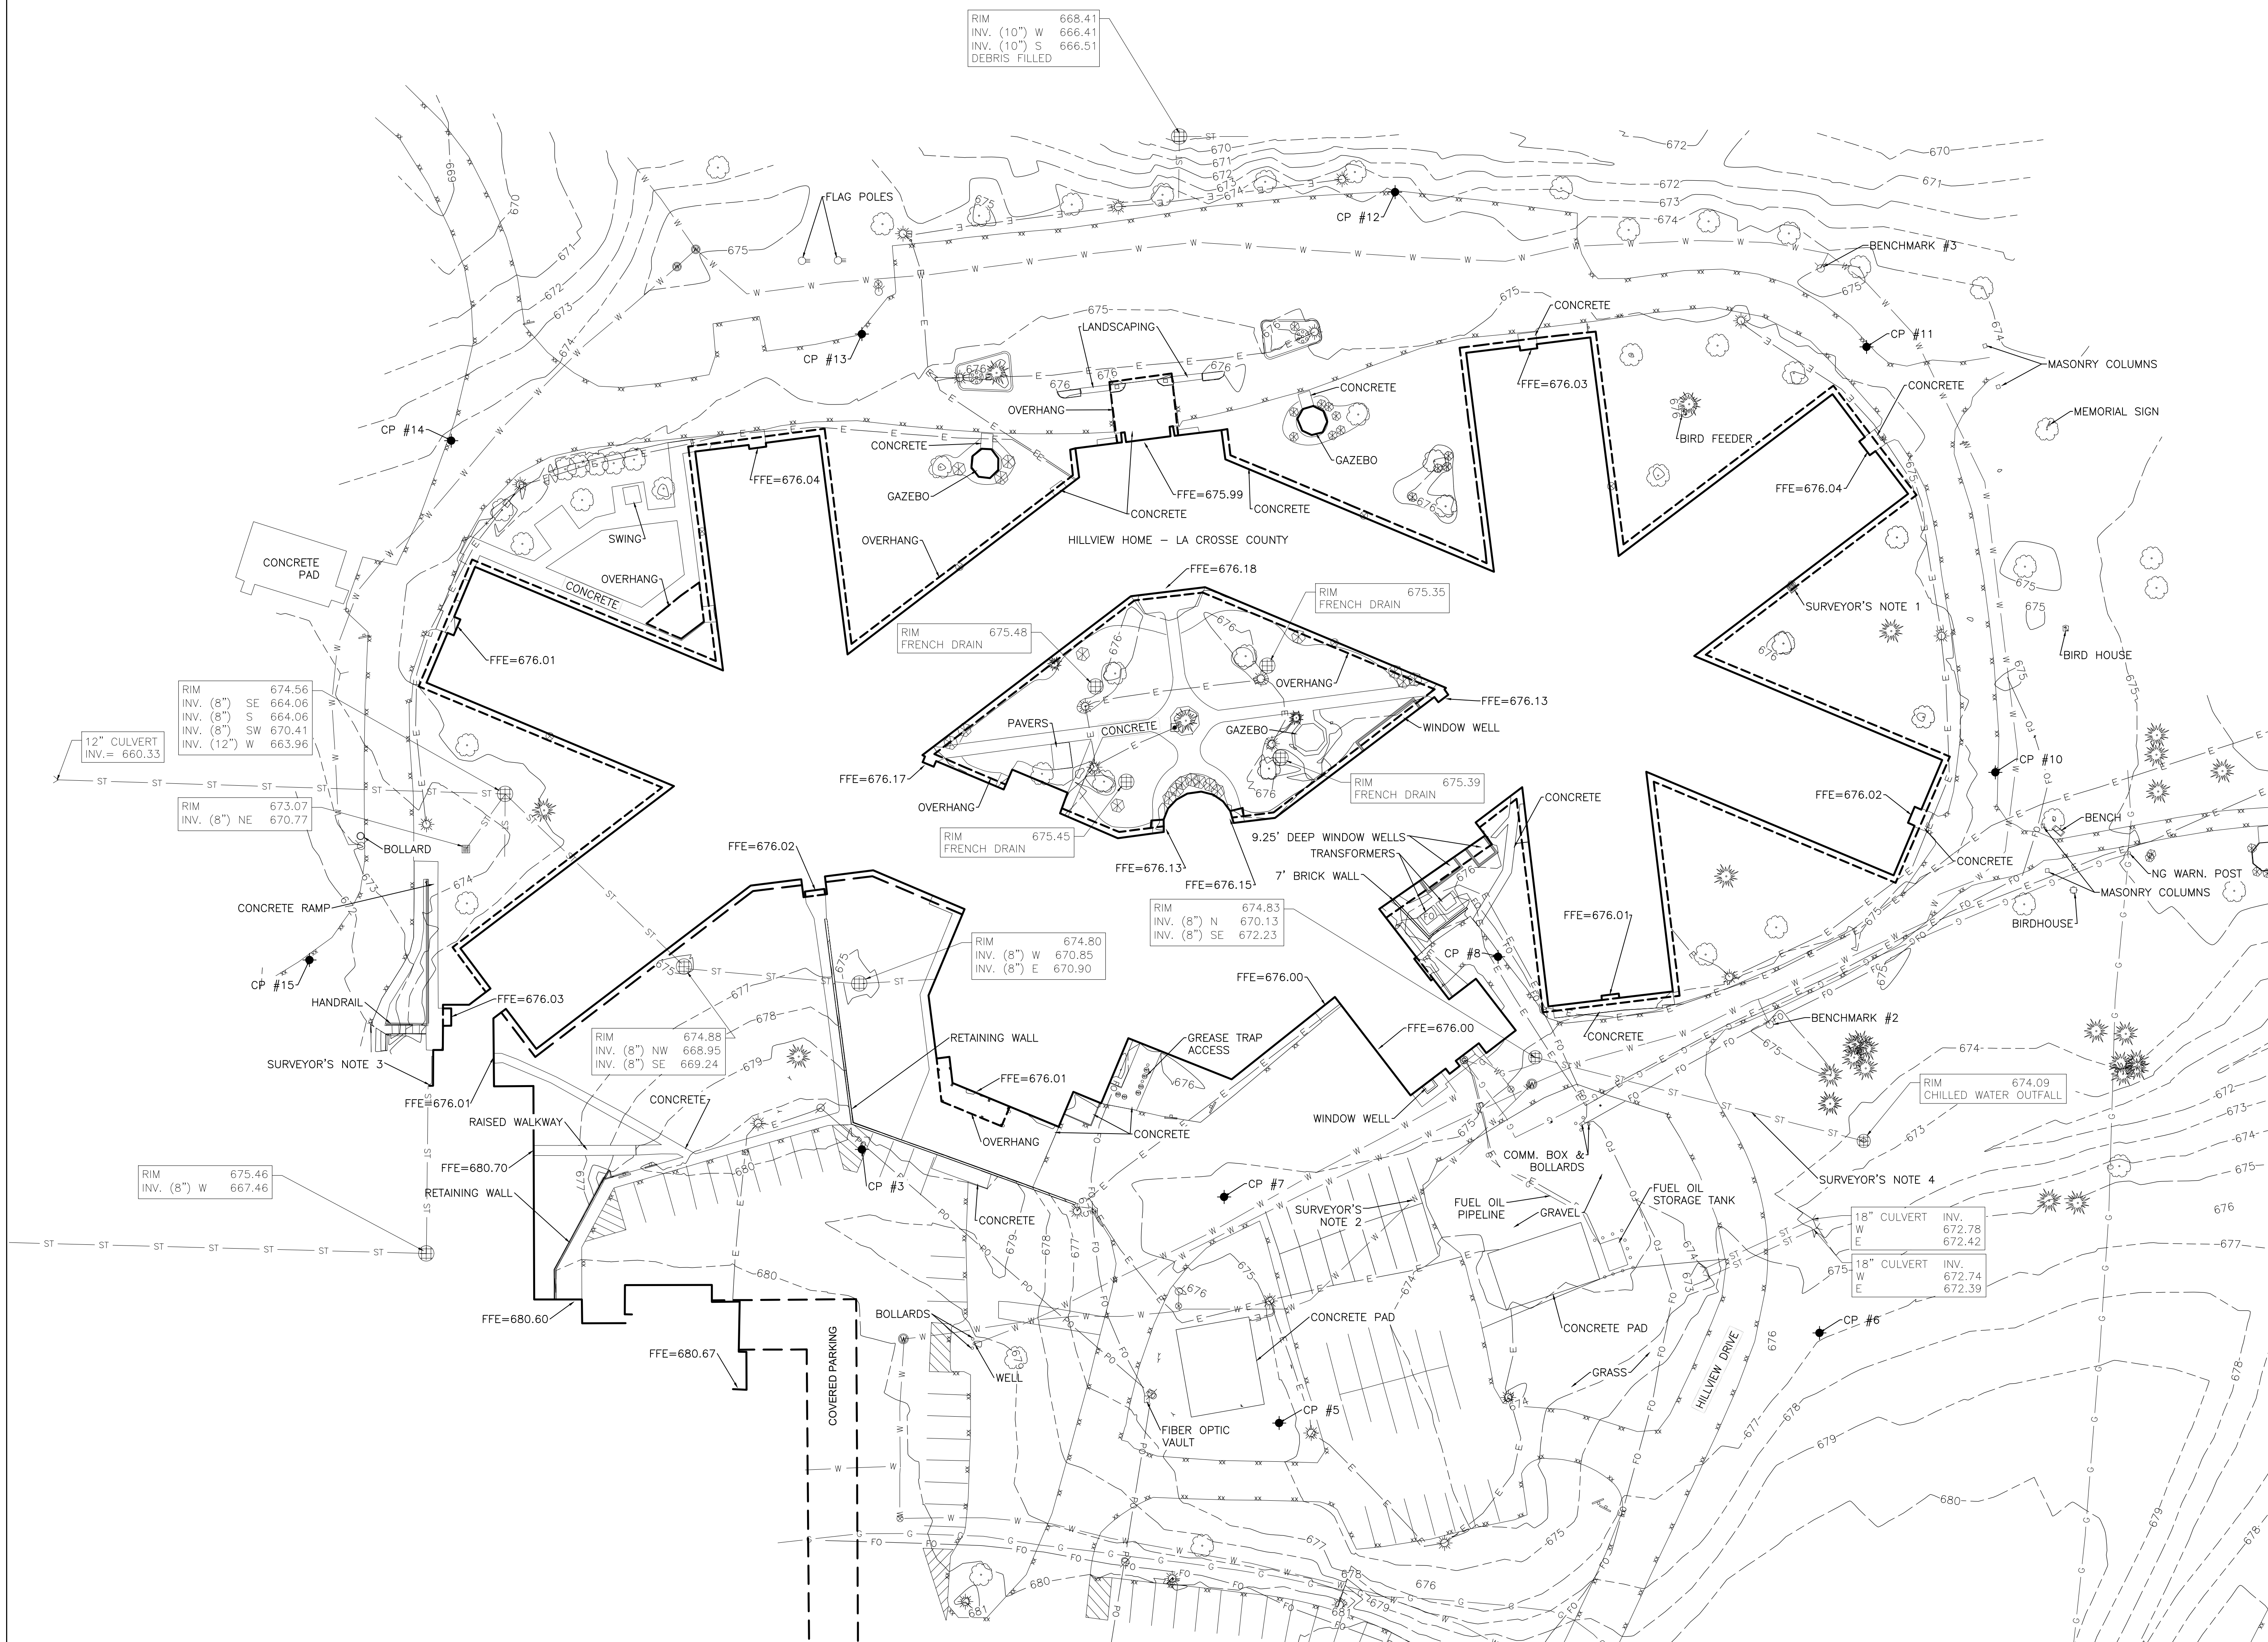 RIM 668.41
INV. (10") W 666.41
INV. (10") S 666.51
DEBRIS FILLED
FLAG POLES
CP #12
BENCHMARK #3
CP #13
LANDSCAPING
CONCRETE
CP #11
MASONRY COLUMNS
FFE=676.03
CONCRETE
CONCRETE
OVERHANG
MEMORIAL SIGN
CP #14
CONCRETE
BIRD FEEDER
GAZEBO
FFE=676.04
FFE=676.04
GAZEBO
FFE=675.99
CONCRETE
CONCRETE
SWING
OVERHANG
HILLVIEW HOME – LA CROSSE COUNTY
CONCRETE
PAD
OVERHANG
CONCRETE
FFE=676.18
RIM 675.35
FRENCH DRAIN
SURVEYOR'S NOTE 1
RIM 675.48
FRENCH DRAIN
FFE=676.01
BIRD HOUSE
OVERHANG
RIM 674.56
INV. (8") SE 664.06
INV. (8") S 664.06
INV. (8") SW 670.41
INV. (12") W 663.96
FFE=676.13
PAVERS
CONCRETE
GAZEBO
WINDOW WELL
12" CULVERT
INV.= 660.33
CP #10
FFE=676.17
RIM 675.39
FRENCH DRAIN
FFE=676.02
RIM 673.07
INV. (8") NE 670.77
OVERHANG
CONCRETE
BENCH
RIM 675.45
FRENCH DRAIN
9.25' DEEP WINDOW WELLS
TRANSFORMERS
BOLLARD
FFE=676.02
CONCRETE
FFE=676.13
7' BRICK WALL
NG WARN. POST
FFE=676.15
MASONRY COLUMNS
CONCRETE RAMP
RIM 674.83
INV. (8") N 670.13
INV. (8") SE 672.23
FFE=676.01
BIRDHOUSE
RIM 674.80
INV. (8") W 670.85
INV. (8") E 670.90
CP #8
CP #15
FFE=676.00
HANDRAIL
FFE=676.03
BENCHMARK #2
RIM 674.88
INV. (8") NW 668.95
INV. (8") SE 669.24
RETAINING WALL
GREASE TRAP
ACCESS
FFE=676.00
CONCRETE
SURVEYOR'S NOTE 3
FFE=676.01
RIM 674.09
CHILLED WATER OUTFALL
FFE=676.01
CONCRETE
RAISED WALKWAY
WINDOW WELL
CONCRETE
OVERHANG
COMM. BOX &
BOLLARDS
FFE=680.70
RIM 675.46
INV. (8") W 667.46
CP #3
CP #7
SURVEYOR'S NOTE 4
RETAINING WALL
FUEL OIL
STORAGE TANK
FUEL OIL
PIPELINE
GRAVEL
SURVEYOR'S
NOTE 2
CONCRETE
18" CULVERT INV.
W 672.78
E 672.42
18" CULVERT INV.
W 672.74
E 672.39
FFE=680.60
BOLLARDS
CONCRETE PAD
CONCRETE PAD
CP #6
FFE=680.67
WELL
COVERED PARKING
GRASS
HILLVIEW DRIVE
CP #5
FIBER OPTIC
VAULT